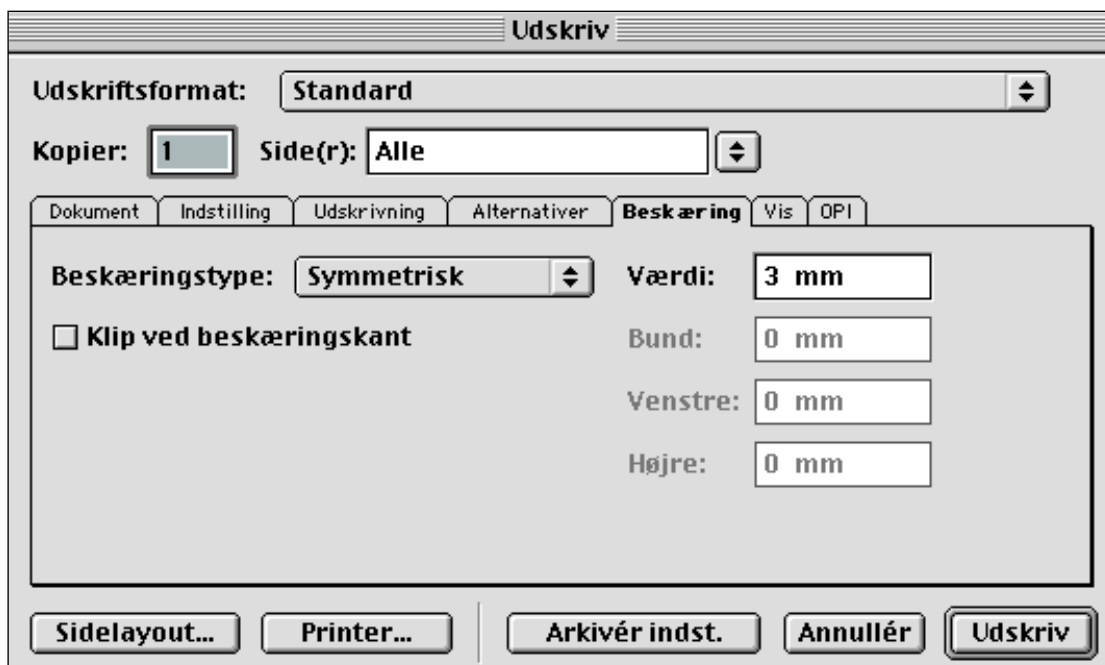 Udskriv
Udskriftsformat: Standard
Kopier: 1 Side(r): Alle
Dokument Indstilling Udskrivning Alternativer Beskæring Vis OPI
Beskæringstype: Symmetrisk Værdi: 3 mm
Klip ved beskæringskant Bund: 0 mm
Venstre: 0 mm
Højre: 0 mm
Sidelayout... Printer... Arkivér indst. Annullér Udskriv